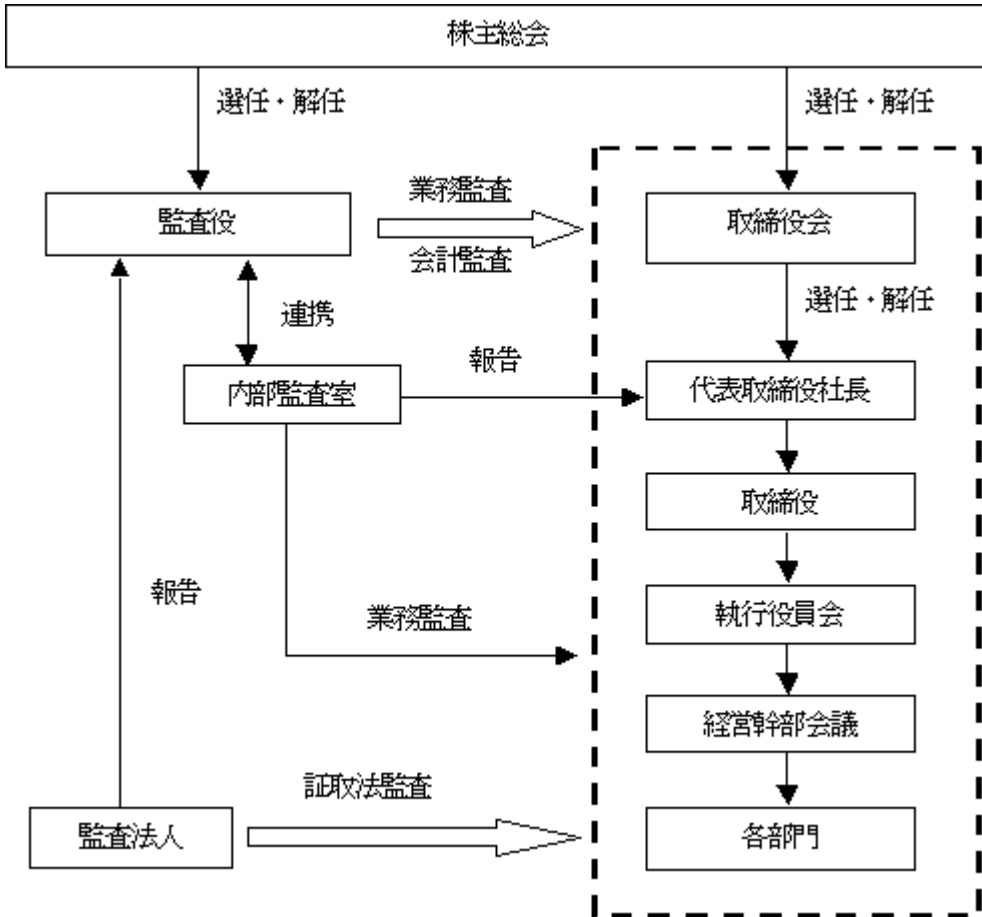 株主総会
選任・解任
選任・解任
監査役
業務監査
会計監査
取締役会
選任・解任
連携
報告
内部監査室
代表取締役社長
取締役
報告
業務監査
執行役員会
経営幹部会議
証取法監査
監査法人
各部門